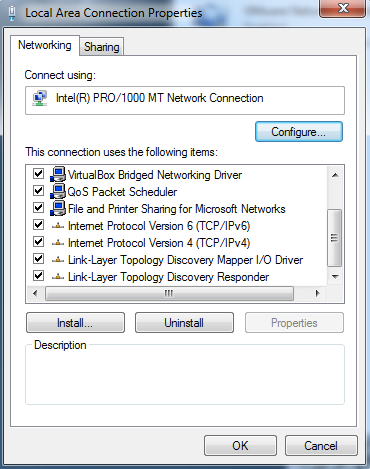 Local Area Connection Properties
Networking
Sharing
Connect using:
Intel(R) PRO/1000 MT Network Connection
Configure...
This connection uses the following items:
VirtualBox Bridged Networking Driver
QoS Packet Scheduler
File and Printer Sharing for Microsoft Networks
Internet Protocol Version 6 (TCP/IPv6)
Internet Protocol Version 4 (TCP/IPv4)
Link-Layer Topology Discovery Mapper I/O Driver
Link-Layer Topology Discovery Responder
Install...
Uninstall
Properties
Description
OK
Cancel